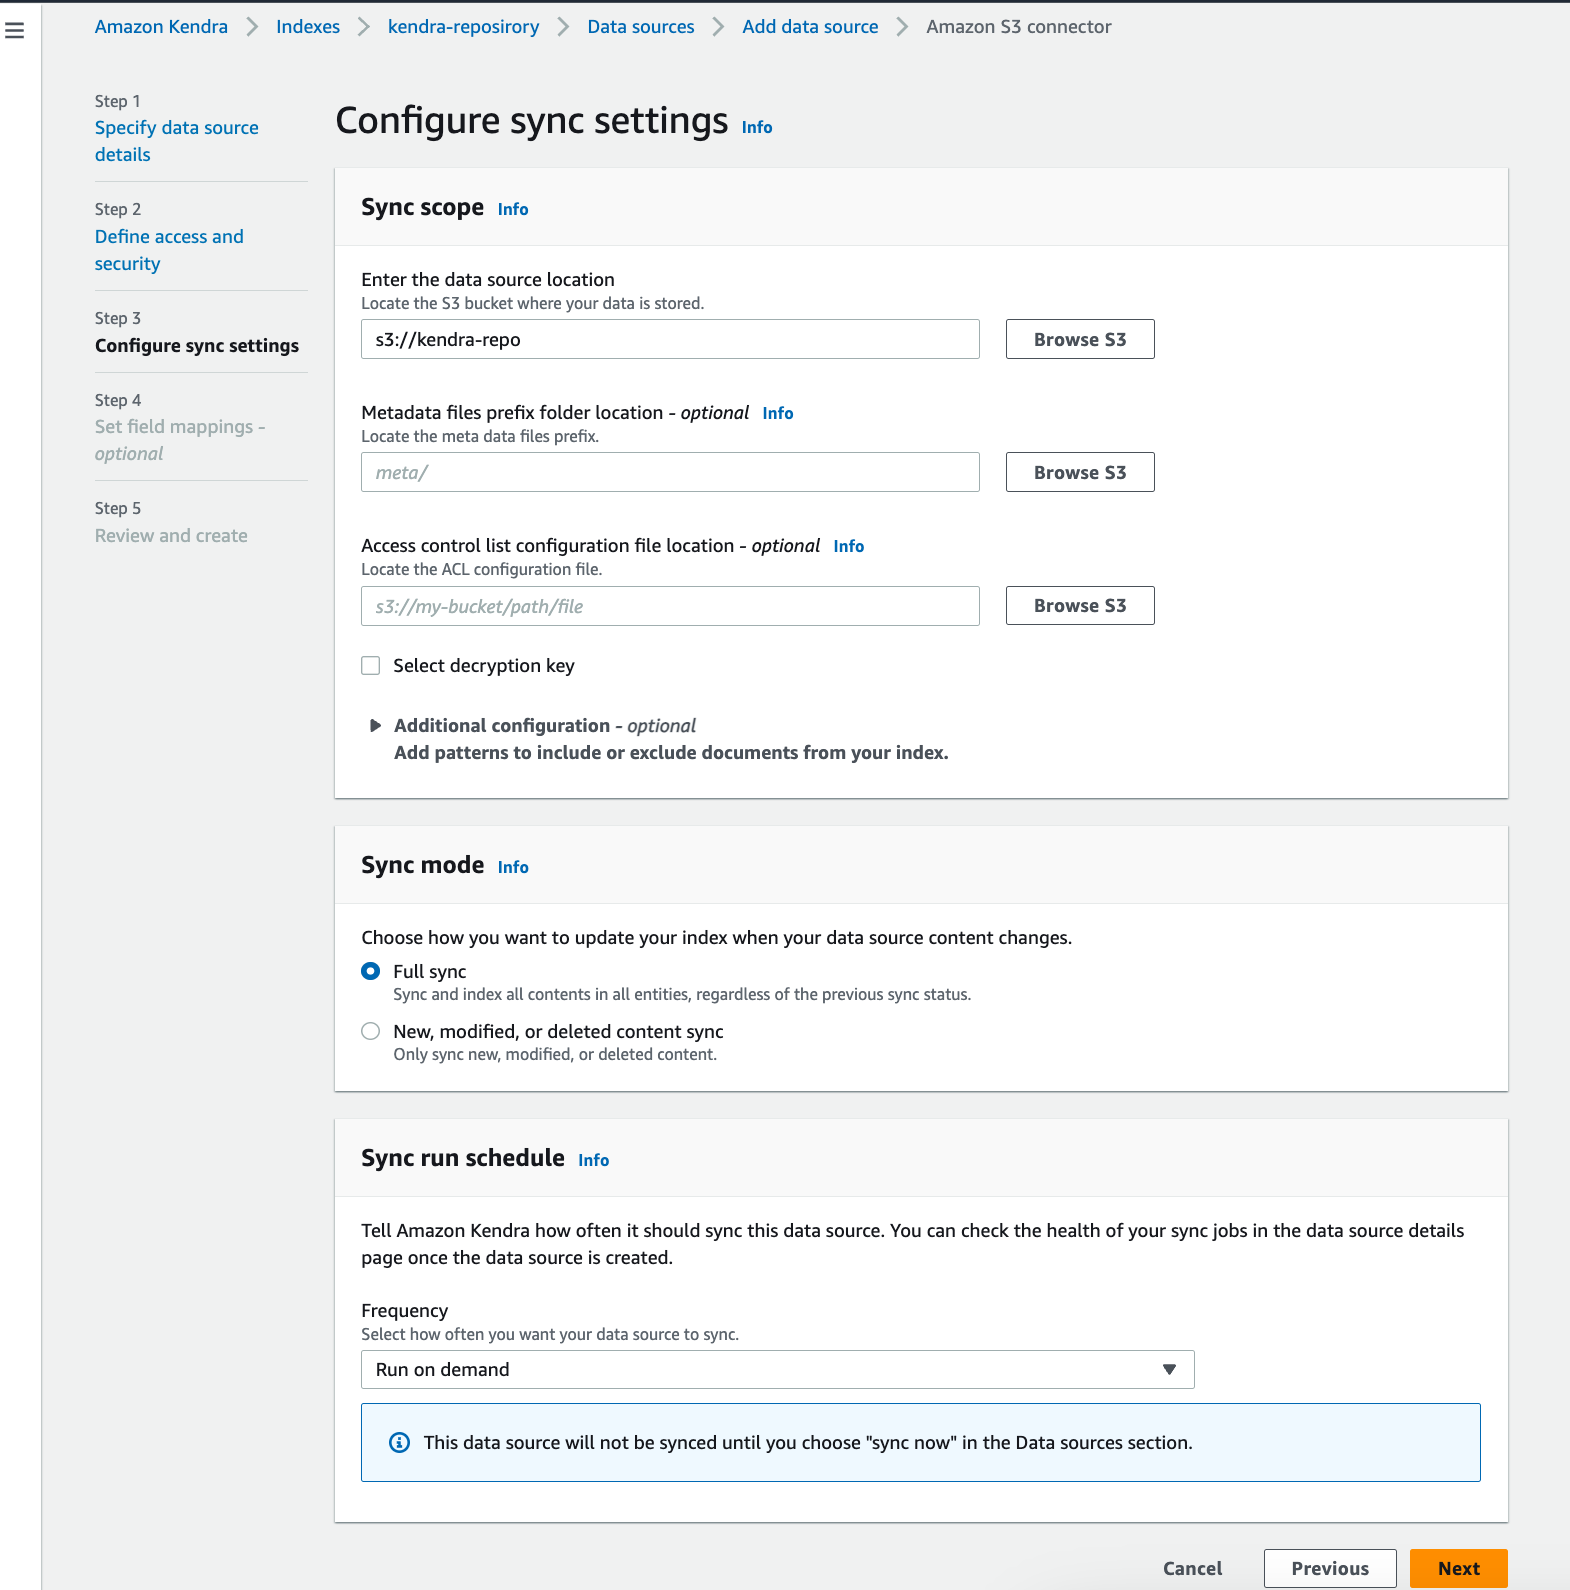 Amazon Kendra > Indexes > kendra-reposirory > Data sources > Add data source > Amazon S3 connector
Step 1
Specify data source
details
Step 2
Define access and
security
Step 3
Configure sync settings
Step 4
Set field mappings -
optional
Step 5
Review and create
Configure sync settings Info
Sync scope Info
Enter the data source location
Locate the S3 bucket where your data is stored.
s3://kendra-repo Browse S3
Metadata files prefix folder location - optional Info
Locate the meta data files prefix.
meta/ Browse S3
Access control list configuration file location - optional Info
Locate the ACL configuration file.
s3://my-bucket/path/file Browse S3
Select decryption key
Additional configuration - optional
Add patterns to include or exclude documents from your index.
Sync mode Info
Choose how you want to update your index when your data source content changes.
Full sync
Sync and index all contents in all entities, regardless of the previous sync status.
New, modified, or deleted content sync
Only sync new, modified, or deleted content.
Sync run schedule Info
Tell Amazon Kendra how often it should sync this data source. You can check the health of your sync jobs in the data source details
page once the data source is created.
Frequency
Select how often you want your data source to sync.
Run on demand
This data source will not be synced until you choose "sync now" in the Data sources section.
Cancel Previous Next